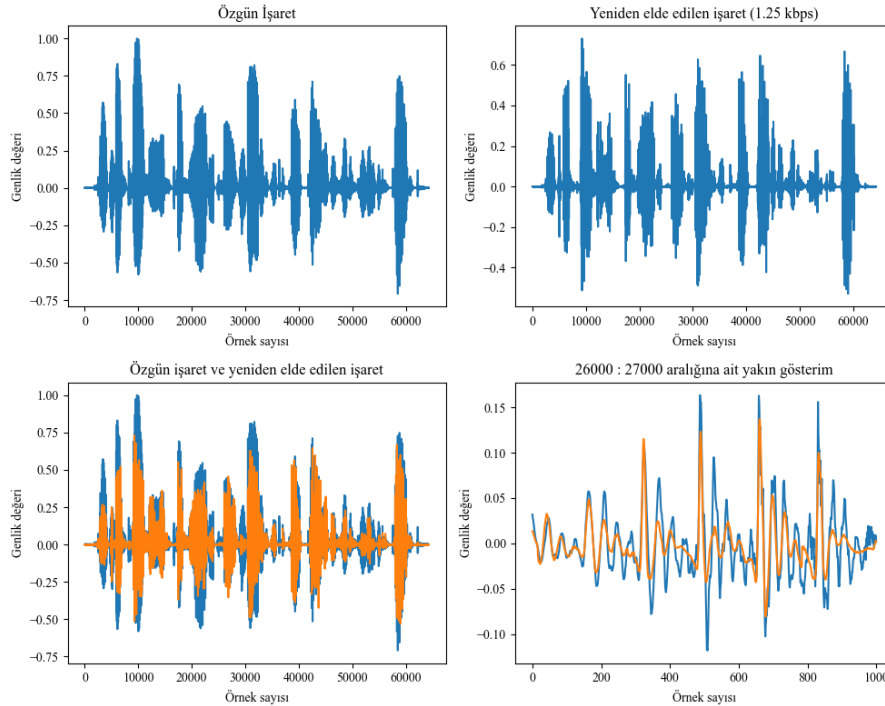 Özgün İşaret
1.00
0.75
0.50
0.25
0.00
−0.25
−0.50
−0.75
Genlik değeri
0 10000 20000 30000 40000 50000 60000
Örnek sayısı
Yeniden elde edilen işaret (1.25 kbps)
0.6
0.4
0.2
0.0
−0.2
−0.4
Genlik değeri
0 10000 20000 30000 40000 50000 60000
Örnek sayısı
Özgün işaret ve yeniden elde edilen işaret
1.00
0.75
0.50
0.25
0.00
−0.25
−0.50
−0.75
Genlik değeri
0 10000 20000 30000 40000 50000 60000
Örnek sayısı
26000 : 27000 aralığına ait yakın gösterim
0.15
0.10
0.05
0.00
−0.05
−0.10
Genlik değeri
0 200 400 600 800 1000
Örnek sayısı